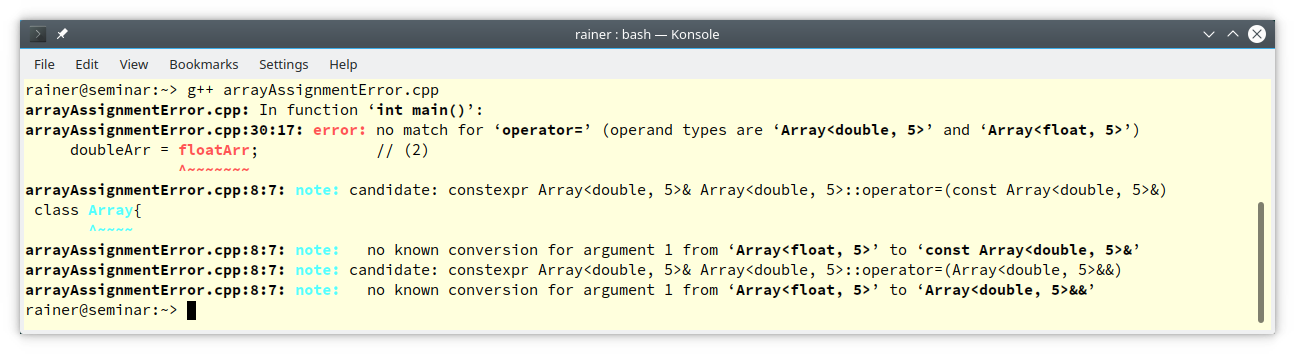 rainer : bash — Konsole
File Edit View Bookmarks Settings Help
rainer@seminar:~> g++ arrayAssignmentError.cpp
arrayAssignmentError.cpp: In function ‘int main()’:
arrayAssignmentError.cpp:30:17: error: no match for ‘operator=’ (operand types are ‘Array<double, 5>’ and ‘Array<float, 5>’)
     doubleArr = floatArr;             // (2)
                 ^~~~~~~~
arrayAssignmentError.cpp:8:7: note: candidate: constexpr Array<double, 5>& Array<double, 5>::operator=(const Array<double, 5>&)
 class Array{
       ^~~~~
arrayAssignmentError.cpp:8:7: note:   no known conversion for argument 1 from ‘Array<float, 5>’ to ‘const Array<double, 5>&’
arrayAssignmentError.cpp:8:7: note: candidate: constexpr Array<double, 5>& Array<double, 5>::operator=(Array<double, 5>&&)
arrayAssignmentError.cpp:8:7: note:   no known conversion for argument 1 from ‘Array<float, 5>’ to ‘Array<double, 5>&&’
rainer@seminar:~>